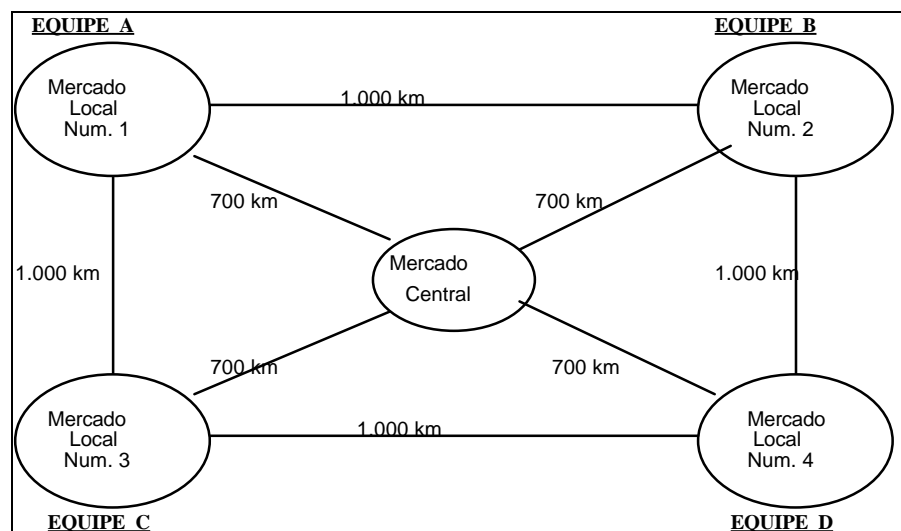 EQUIPE A
EQUIPE B
Mercado
Local
Num. 1
1.000 km
Mercado
Local
Num. 2
700 km
700 km
1.000 km
Mercado
Central
1.000 km
700 km
700 km
Mercado
Local
Num. 3
1.000 km
Mercado
Local
Num. 4
EQUIPE C
EQUIPE D